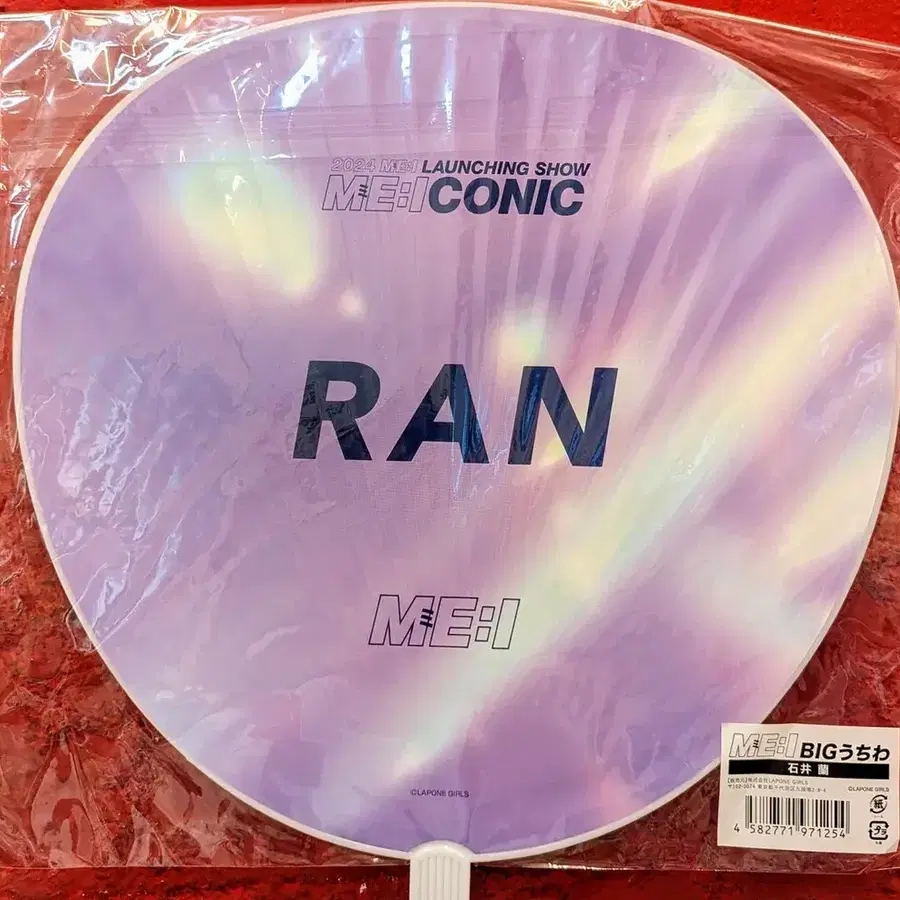 2024 ME:I LAUNCHING SHOW
ME:ICONIC
RAN
ME:I
©LAPONE GIRLS
ME:I BIGうちわ
石井 蘭
【販売元】株式会社LAPONE GIRLS
©LAPONE GIRLS
紙
4 582771 971254